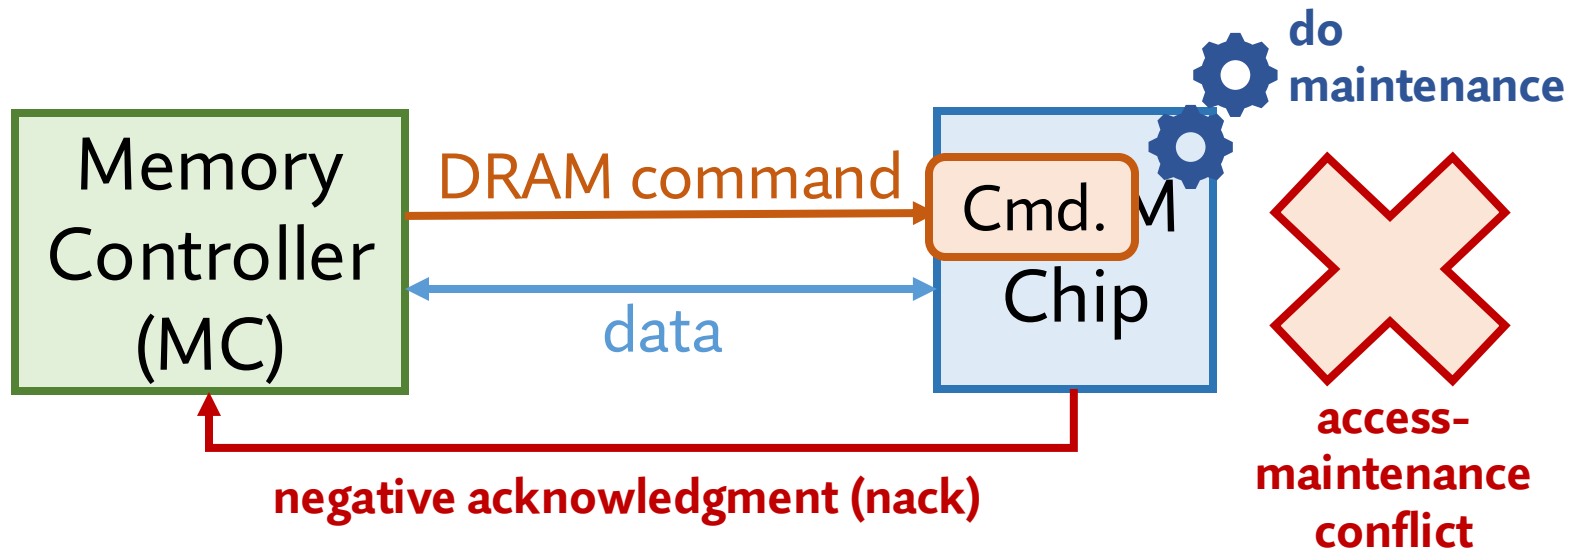 do
maintenance
Memory
Controller
(MC)
DRAM command
Cmd.
M
Chip
data
negative acknowledgment (nack)
access-
maintenance
conflict